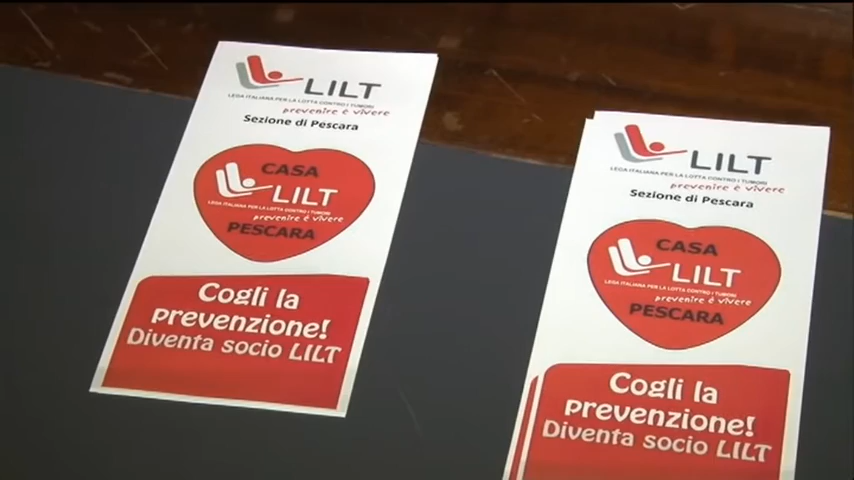 LILT
LEGA ITALIANA PER LA LOTTA CONTRO I TUMORI
prevenire è vivere
Sezione di Pescara
CASA
LILT
LEGA ITALIANA PER LA LOTTA CONTRO I TUMORI
prevenire è vivere
PESCARA
Cogli la
prevenzione!
Diventa socio LILT
LILT
LEGA ITALIANA PER LA LOTTA CONTRO I TUMORI
prevenire è vivere
Sezione di Pescara
CASA
LILT
LEGA ITALIANA PER LA LOTTA CONTRO I TUMORI
prevenire è vivere
PESCARA
Cogli la
prevenzione!
Diventa socio LILT